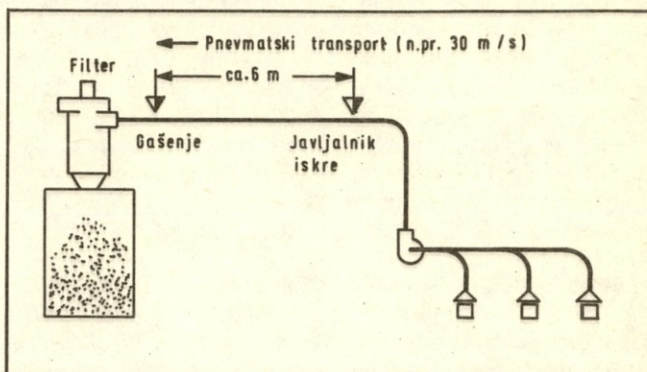 Pnevmatski transport (n.pr. 30 m/s)
Filter
ca.6 m
Gašenje
Javljalnik
iskre